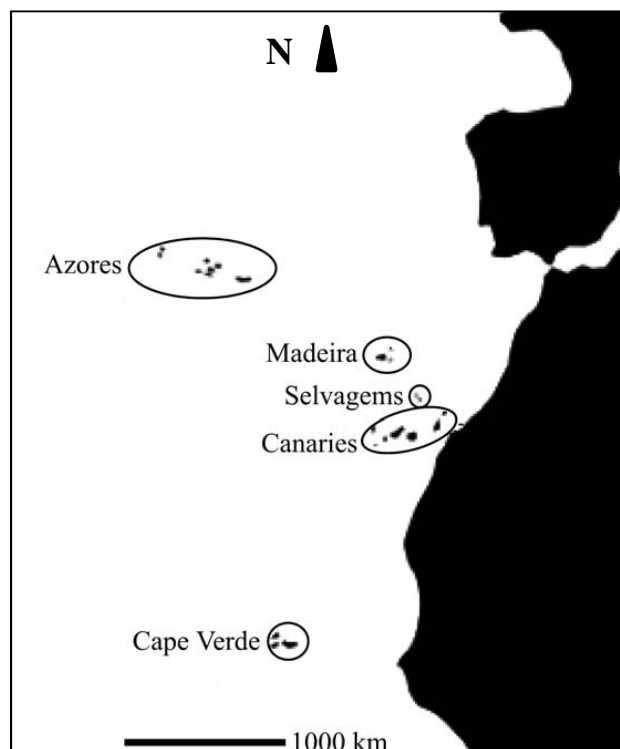 N
Azores
Madeira
Selvagems
Canaries
Cape Verde
1000 km